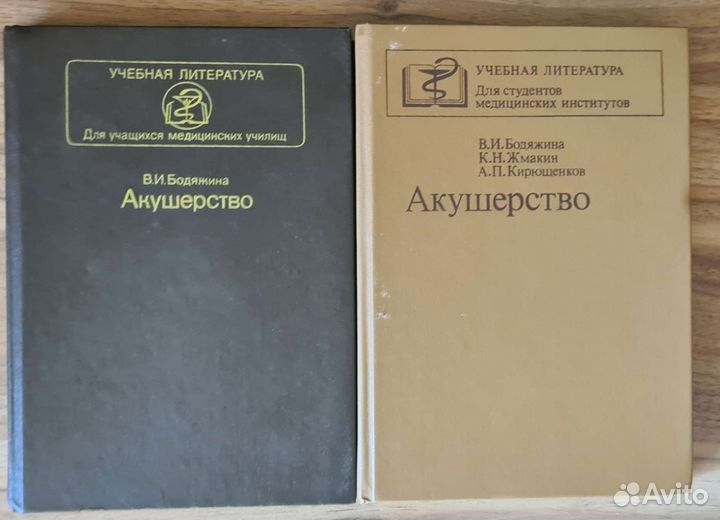 УЧЕБНАЯ ЛИТЕРАТУРА
Для учащихся медицинских училищ
В.И.Бодяжина
Акушерство
УЧЕБНАЯ ЛИТЕРАТУРА
Для студентов
медицинских институтов
В.И.Бодяжина
К.Н.Жмакин
А.П.Кирющенков
Акушерство
Avito